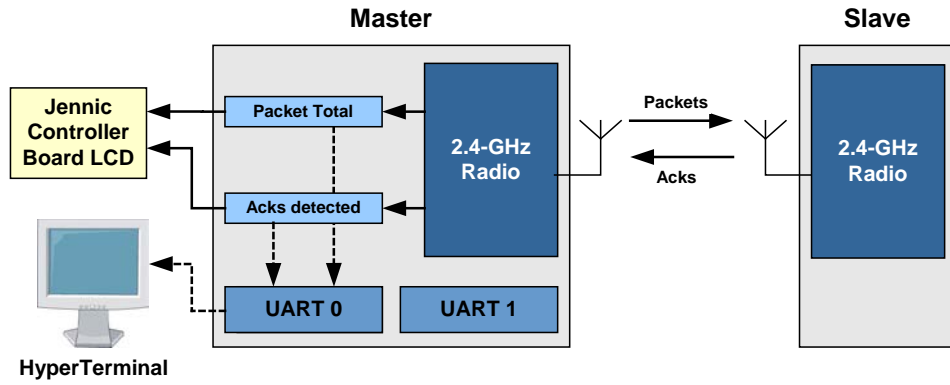 Master
Slave
Jennic
Controller
Board LCD
Packet Total
Acks detected
2.4-GHz
Radio
Packets
Acks
2.4-GHz
Radio
UART 0
UART 1
HyperTerminal